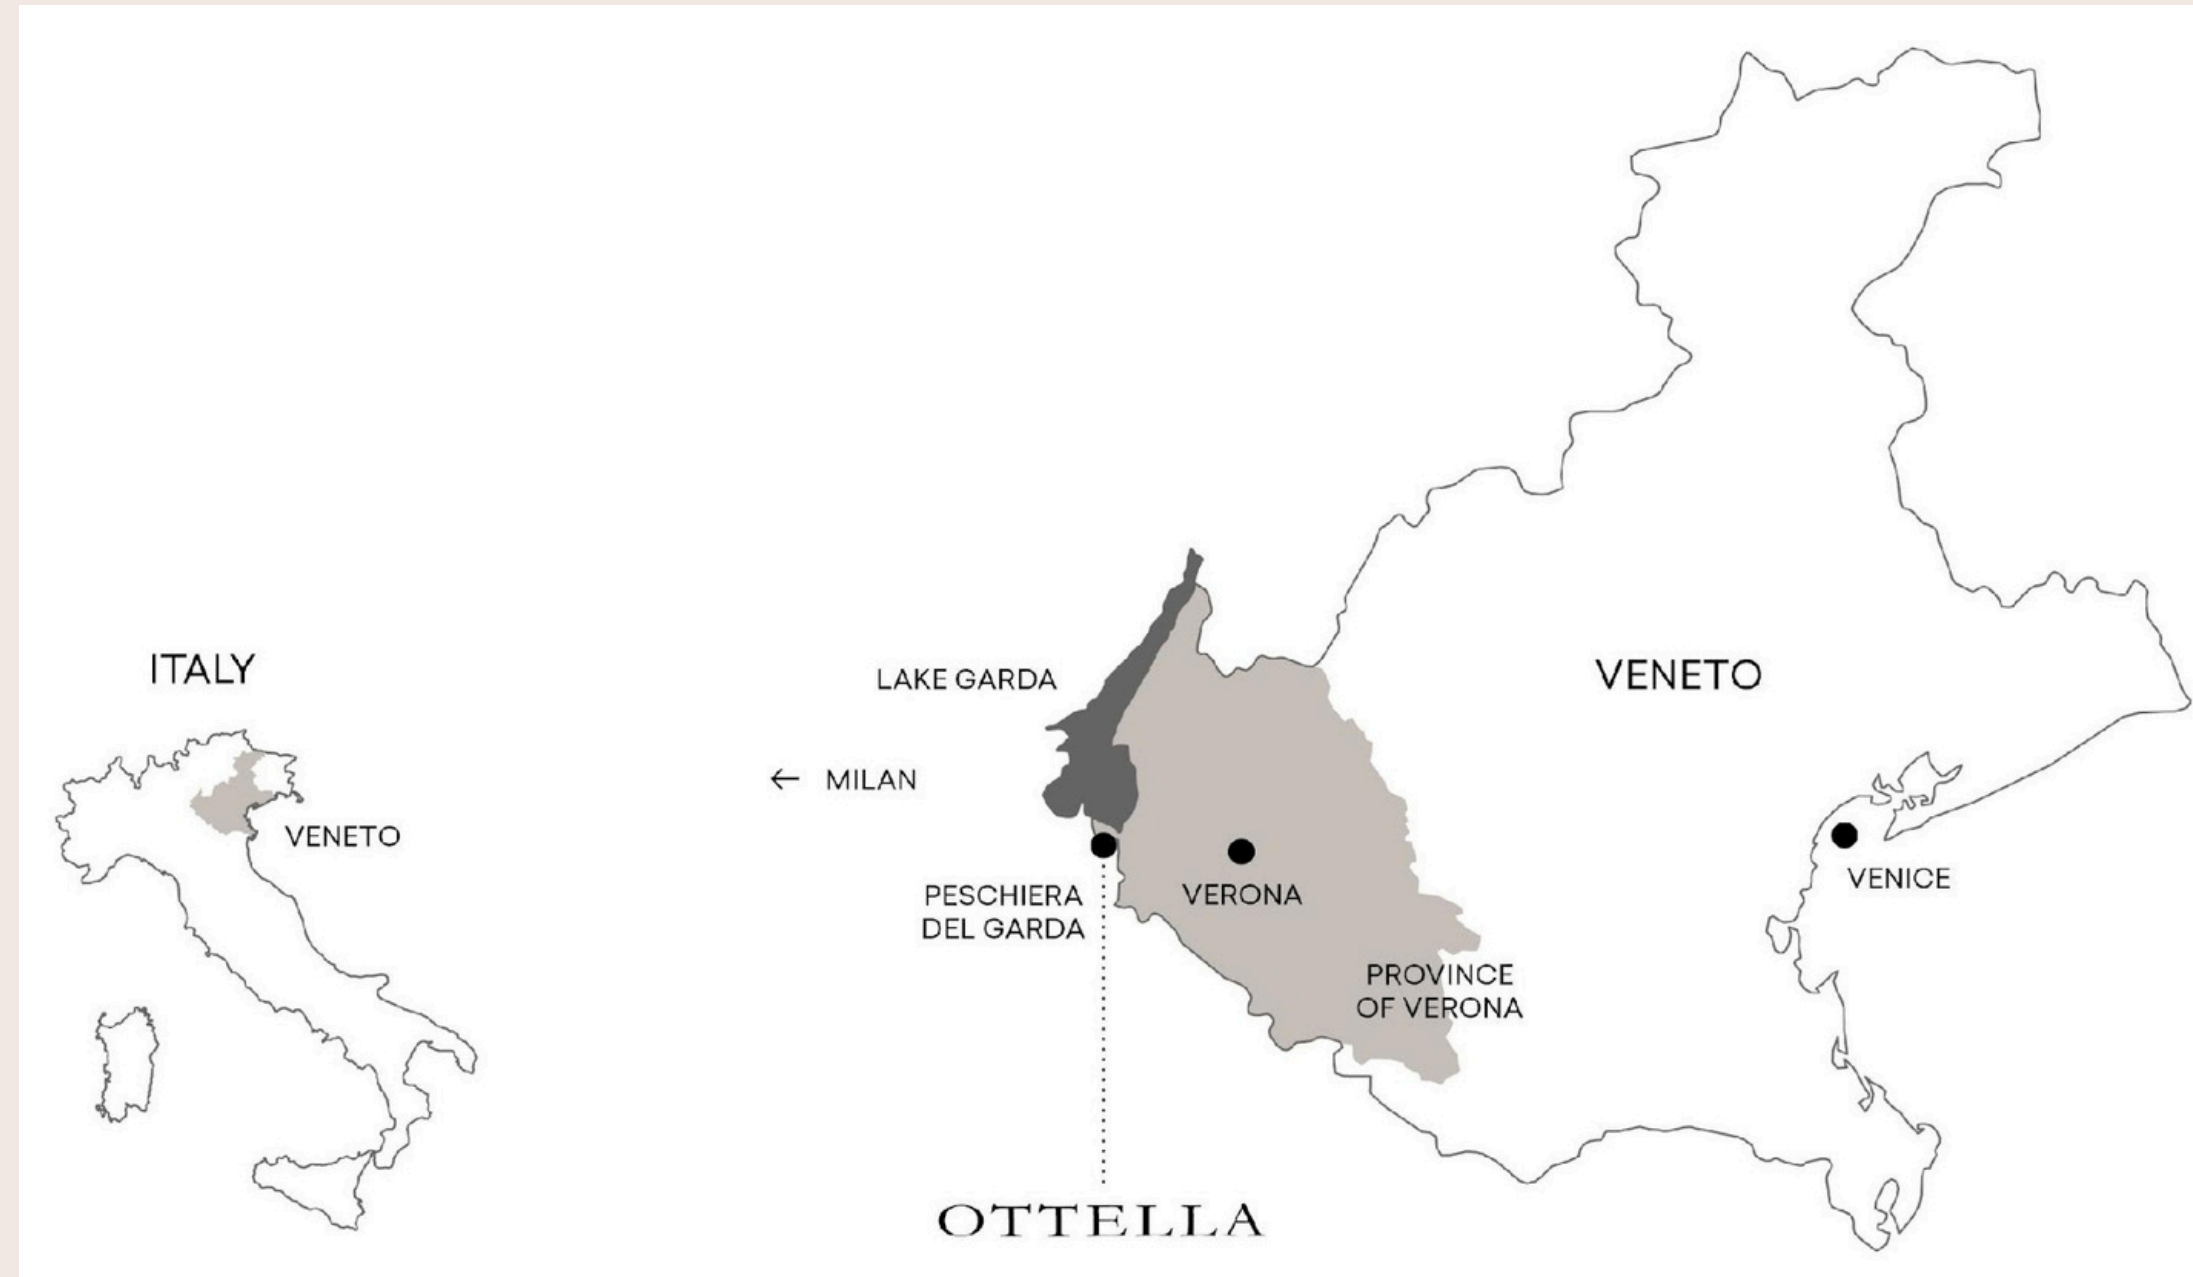 ITALY
VENETO
LAKE GARDA
← MILAN
PESCHIERA
DEL GARDA
VERONA
PROVINCE
OF VERONA
VENETO
VENICE
OTTELLA